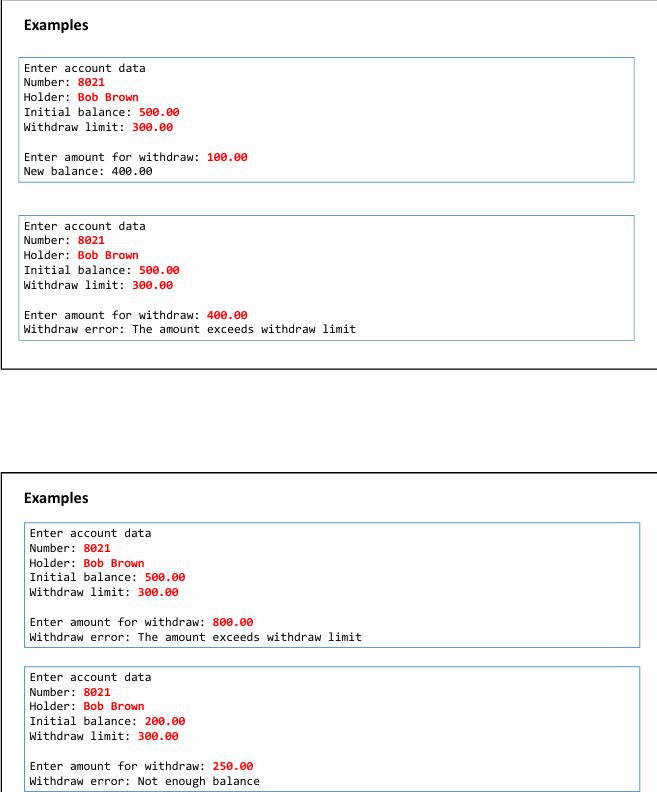 Examples
Enter account data
Number: 8021
Holder: Bob Brown
Initial balance: 500.00
Withdraw limit: 300.00
Enter amount for withdraw: 100.00
New balance: 400.00
Enter account data
Number: 8021
Holder: Bob Brown
Initial balance: 500.00
Withdraw limit: 300.00
Enter amount for withdraw: 400.00
Withdraw error: The amount exceeds withdraw limit
Examples
Enter account data
Number: 8021
Holder: Bob Brown
Initial balance: 500.00
Withdraw limit: 300.00
Enter amount for withdraw: 800.00
Withdraw error: The amount exceeds withdraw limit
Enter account data
Number: 8021
Holder: Bob Brown
Initial balance: 200.00
Withdraw limit: 300.00
Enter amount for withdraw: 250.00
Withdraw error: Not enough balance